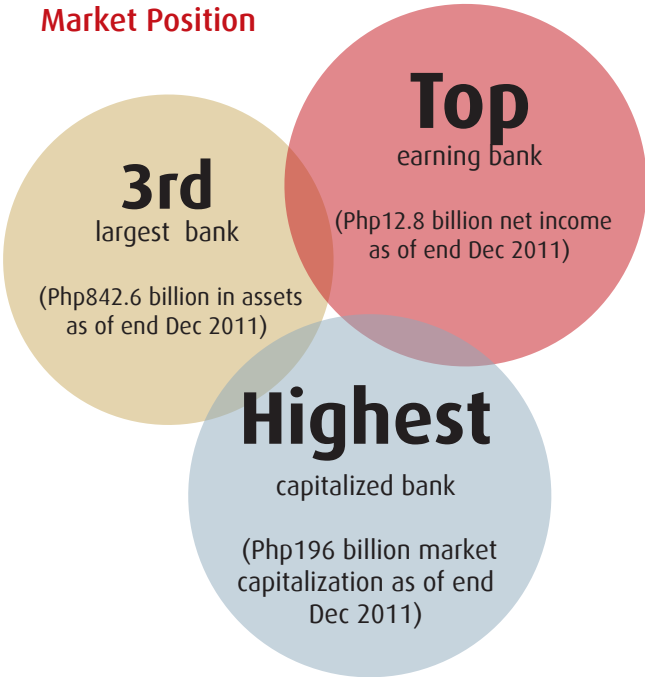 Market Position
Top
earning bank
(Php12.8 billion net income
as of end Dec 2011)
3rd
largest bank
(Php842.6 billion in assets
as of end Dec 2011)
Highest
capitalized bank
(Php196 billion market
capitalization as of end
Dec 2011)